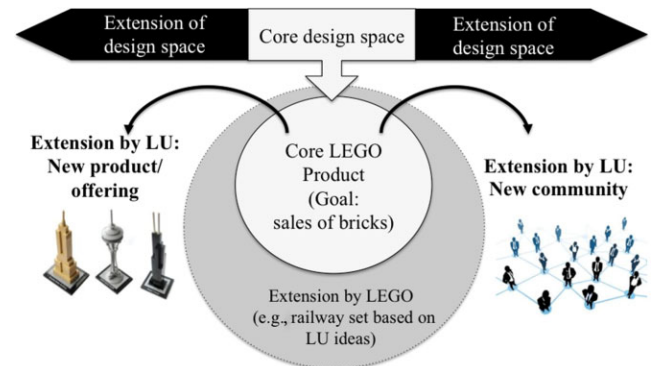 Extension of
design space
Core design space
Extension of
design space
Extension by LU:
New product/
offering
Core LEGO
Product
(Goal:
sales of bricks)
Extension by LU:
New community
Extension by LEGO
(e.g., railway set based on
LU ideas)